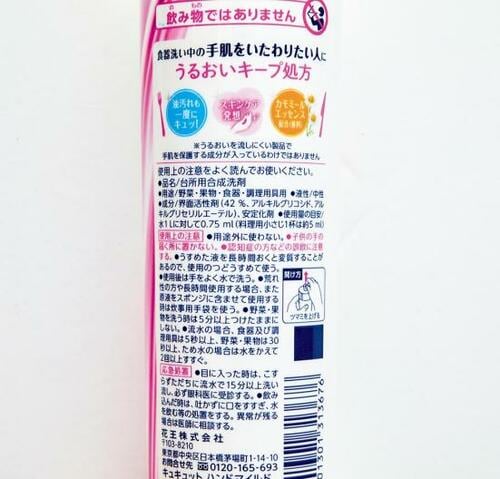 の もの
飲み物ではありません
食器洗い中の手肌をいたわりたい人に
うるおいキープ処方
油汚れも
一度に
キュッ!
スキンケア
発想
カモミール
エッセンス
配合(香料)
※うるおいを流しにくい製品で
手肌を保護する成分が入っているわけではありません
使用上の注意をよく読んでお使いください。
●品名/台所用合成洗剤
●用途/野菜・果物・食器・調理用具用 ●液性/中性
●成分/界面活性剤(42%、アルキルグリコシド、アル
キルグリセリルエーテル)、安定化剤 ●使用量の目安/
水1Lに対して0.75 ml(料理用小さじ1杯は約5 ml)
使用上の注意 ●用途外に使わない。●子供の手の
届く所に置かない。●認知症の方などの誤飲に注意
する。●うすめた液を長時間おくと変質することが
あるので、使用のつどうすめて使う。
●使用後は手をよく水で洗う。●荒れ
性の方や長時間使用する場合、また
原液をスポンジに含ませて使用する
時は炊事用手袋を使う。●野菜・果
物を洗う時は5分以上つけたままに
しない。●流水の場合、食器及び調
理用具は5秒以上、野菜・果物は30
秒以上、ため水の場合は水をかえて
2回以上すすぐ。
開け方
ツマミを上げる
応急処置 ●目に入った時は、こす
らずただちに流水で15分以上洗い
流し、必ず眼科医に受診する。●飲み
込んだ時は、吐かずに口をすすぎ、水
を飲む等の処置をする。異常が残る
場合は医師に相談する。
花王株式会社
〒103-8210
東京都中央区日本橋茅場町1-14-10
お問合せ先 0120-165-693
キュキュット ハンドマイルド
901301313676